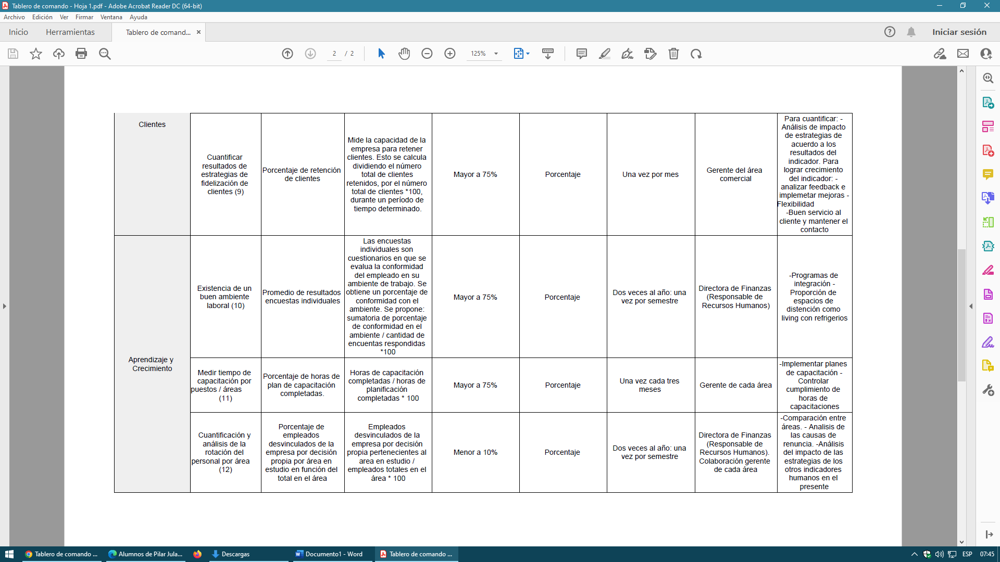 Tablero de comando - Hoja 1.pdf - Adobe Acrobat Reader DC (64-bit)
Archivo Edición Ver Firmar Ventana Ayuda
Inicio Herramientas Tablero de comand... Iniciar sesión
2 / 2 125%
Clientes
Cuantificar
resultados de
estrategias de
fidelización de
clientes (9)
Porcentaje de retención
de clientes
Mide la capacidad de la
empresa para retener
clientes. Esto se calcula
dividiendo el número
total de clientes
retenidos, por el número
total de clientes *100,
durante un período de
tiempo determinado.
Mayor a 75%
Porcentaje
Una vez por mes
Gerente del área
comercial
Para cuantificar: -
Análisis de impacto
de estrategias de
acuerdo a los
resultados del
indicador. Para
lograr crecimiento
del indicador: -
analizar feedback e
implemetar mejoras -
Flexibilidad
-Buen servicio al
cliente y mantener el
contacto
Aprendizaje y
Crecimiento
Existencia de un
buen ambiente
laboral (10)
Promedio de resultados
encuestas individuales
Las encuestas
individuales son
cuestionarios en que se
evalua la conformidad
del empleado en su
ambiente de trabajo. Se
obtiene un porcentaje de
conformidad con el
ambiente. Se propone:
sumatoria de porcentaje
de conformidad en el
ambiente / cantidad de
encuentas respondidas
*100
Mayor a 75%
Porcentaje
Dos veces al año: una
vez por semestre
Directora de Finanzas
(Responsable de
Recursos Humanos)
-Programas de
integración -
Proporción de
espacios de
distención como
living con refrigerios
Medir tiempo de
capacitación por
puestos / áreas
(11)
Porcentaje de horas de
plan de capacitación
completadas.
Horas de capacitación
completadas / horas de
planificación
completadas * 100
Mayor a 75%
Porcentaje
Una vez cada tres
meses
Gerente de cada área
-Implementar planes
de capacitación -
Controlar
cumplimiento de
horas de
capacitaciones
Cuantificación y
análisis de la
rotación del
personal por área
(12)
Porcentaje de
empleados
desvinculados de la
empresa por decisión
propia por área en
estudio en función del
total en el área
Empleados
desvinculados de la
empresa por decisión
propia pertenecientes al
area en estudio /
empleados totales en el
área * 100
Menor a 10%
Porcentaje
Dos veces al año: una
vez por semestre
Directora de Finanzas
(Responsable de
Recursos Humanos).
Colaboración gerente
de cada área
-Comparación entre
áreas. - Analisis de
las causas de
renuncia. -Análisis
del impacto de las
estrategias de los
otros indicadores
humanos en el
presente
Tablero de comando ... Alumnos de Pilar Jula... Descargas Documento1 - Word Tablero de comando ... ESP 07:45